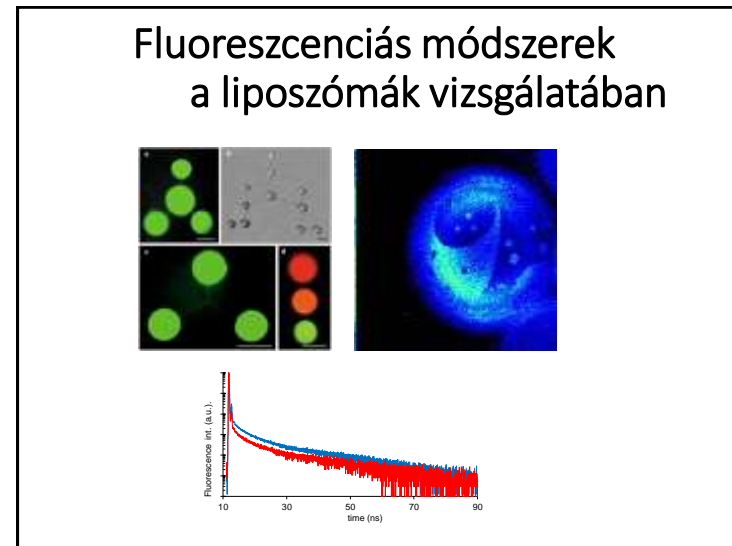 Fluoreszcenciás módszerek
a liposzómák vizsgálatában
d
Fluorescence int. (a.u.).
10 30 50 70 90
time (ns)